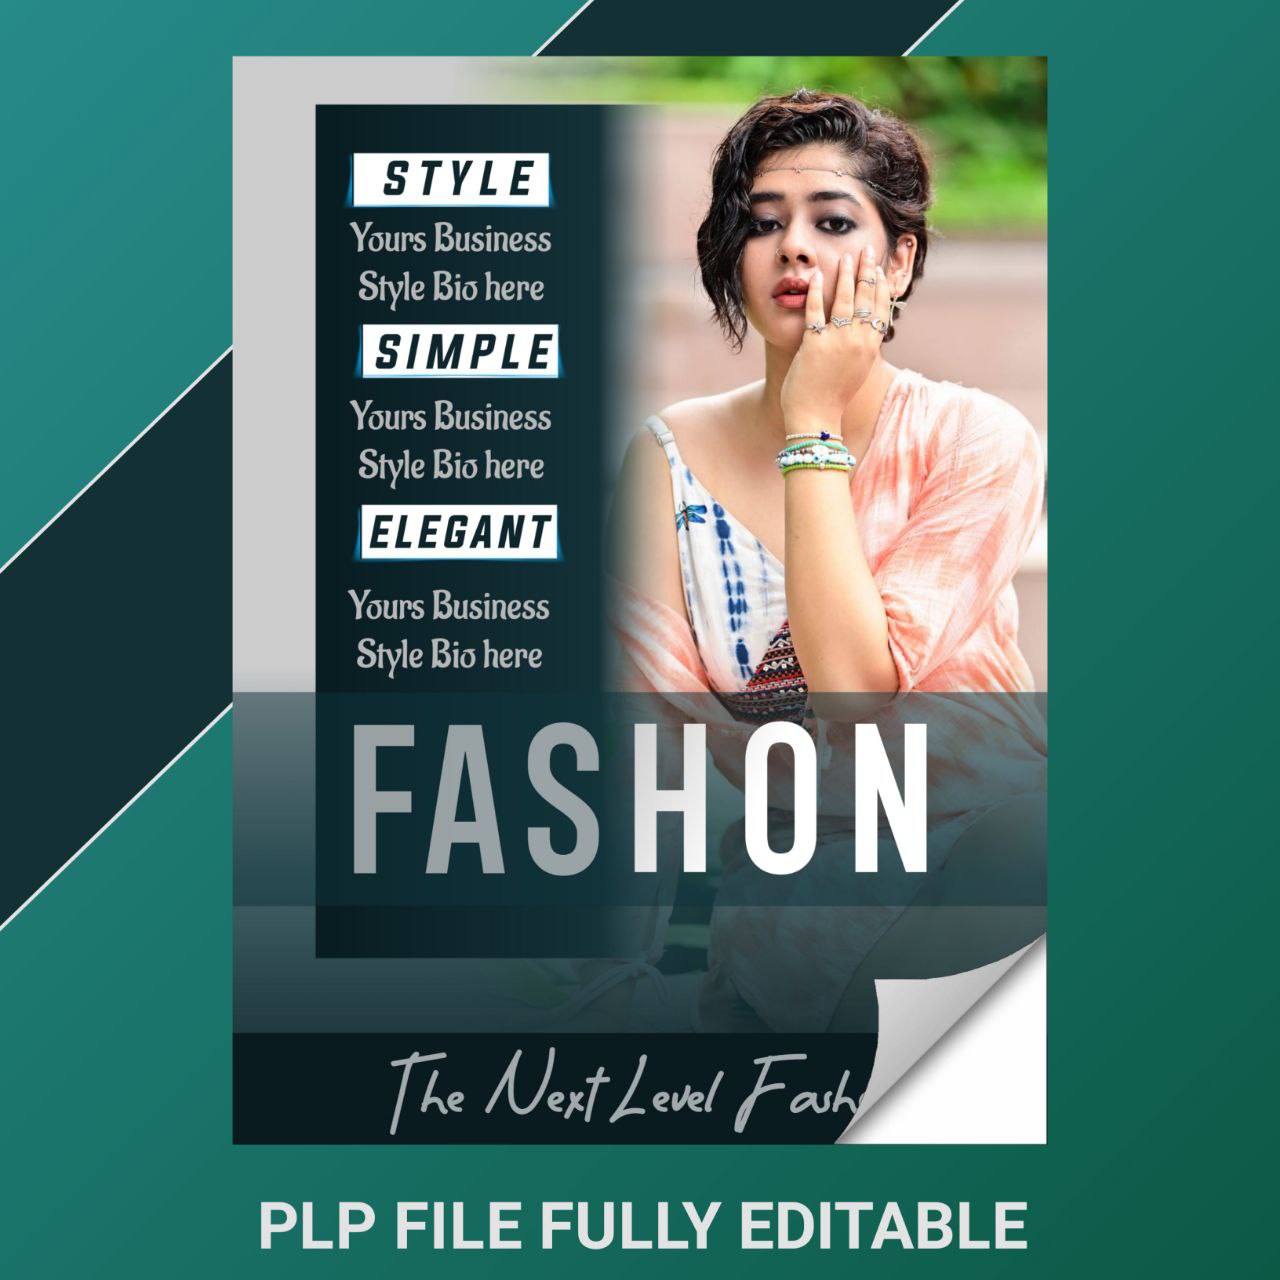 STYLE
Yours Business
Style Bio here
SIMPLE
Yours Business
Style Bio here
ELEGANT
Yours Business
Style Bio here
FASHON
The Next Level
PLP FILE FULLY EDITABLE